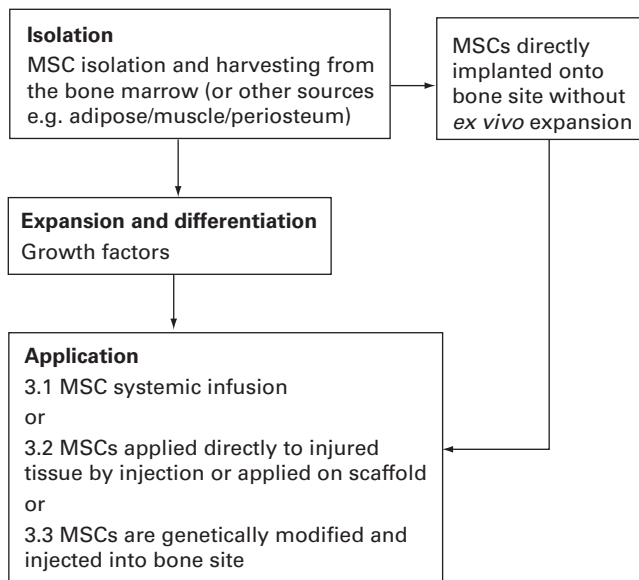 Isolation
MSC isolation and harvesting from
the bone marrow (or other sources
e.g. adipose/muscle/periosteum)
MSCs directly
implanted onto
bone site without
ex vivo expansion
Expansion and differentiation
Growth factors
Application
3.1 MSC systemic infusion
or
3.2 MSCs applied directly to injured
tissue by injection or applied on scaffold
or
3.3 MSCs are genetically modified and
injected into bone site